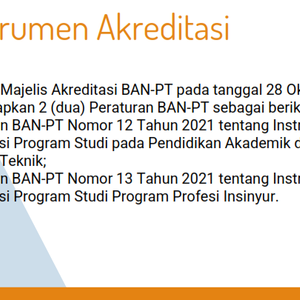 rumen Akreditasi
Majelis Akreditasi BAN-PT pada tanggal 28 Ok
apkan 2 (dua) Peraturan BAN-PT sebagai berik
n BAN-PT Nomor 12 Tahun 2021 tentang Instr
si Program Studi pada Pendidikan Akademik d
Teknik;
n BAN-PT Nomor 13 Tahun 2021 tentang Instr
si Program Studi Program Profesi Insinyur.